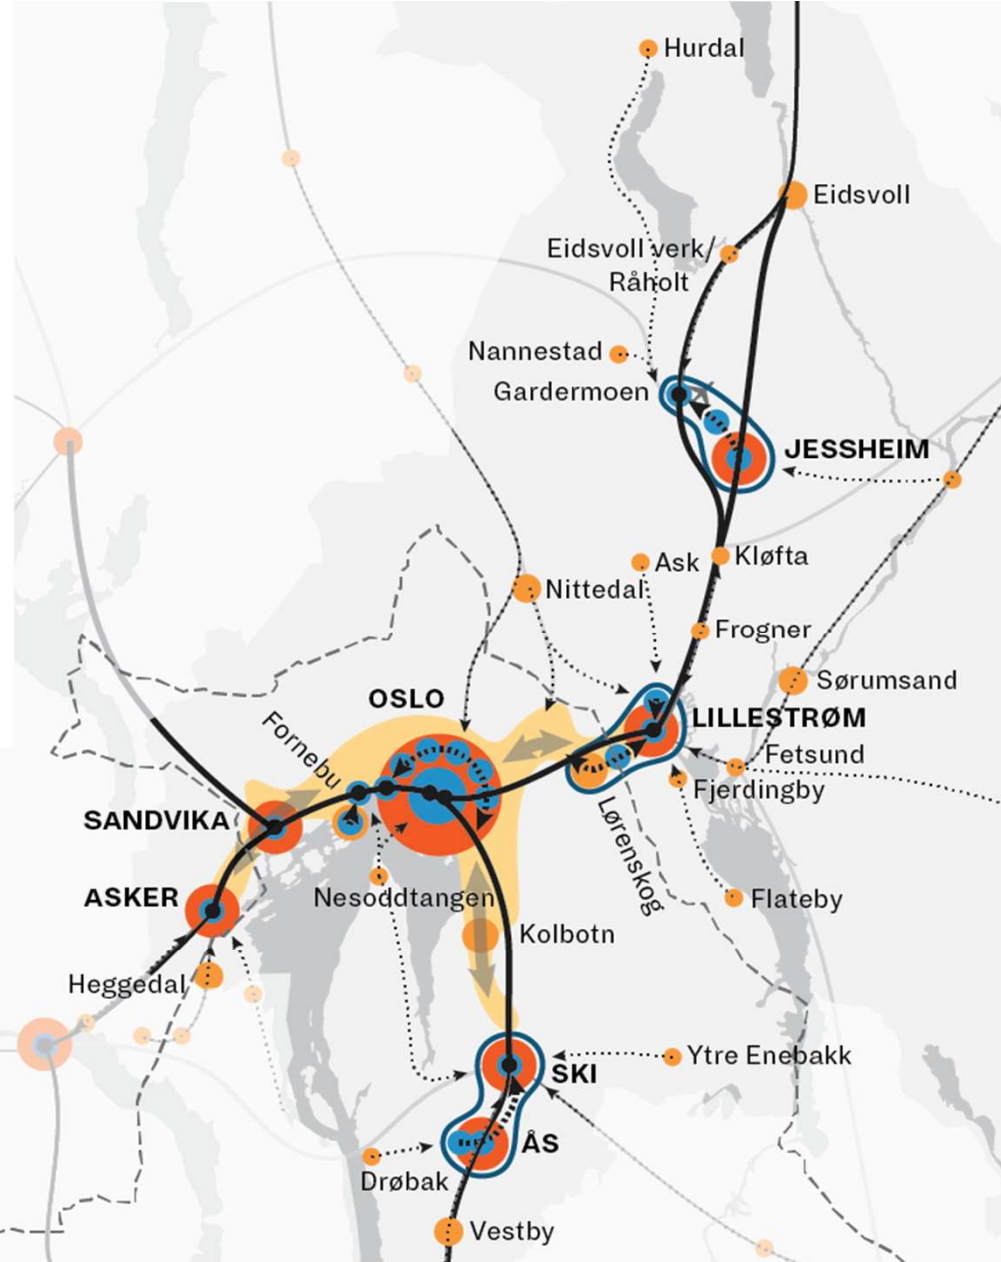 Hurdal
Eidsvoll
Eidsvoll verk/
Råholt
Nannestad
Gardermoen
JESSHEIM
Kløfta
Ask
Nittedal
Frogner
Sørumsand
OSLO
LILLESTRØM
Fornebu
Fetsund
Fjerdingby
SANDVIKA
Lørenskog
ASKER
Nesoddtangen
Flateby
Kolbotn
Heggedal
Ytre Enebakk
SKI
ÅS
Drøbak
Vestby